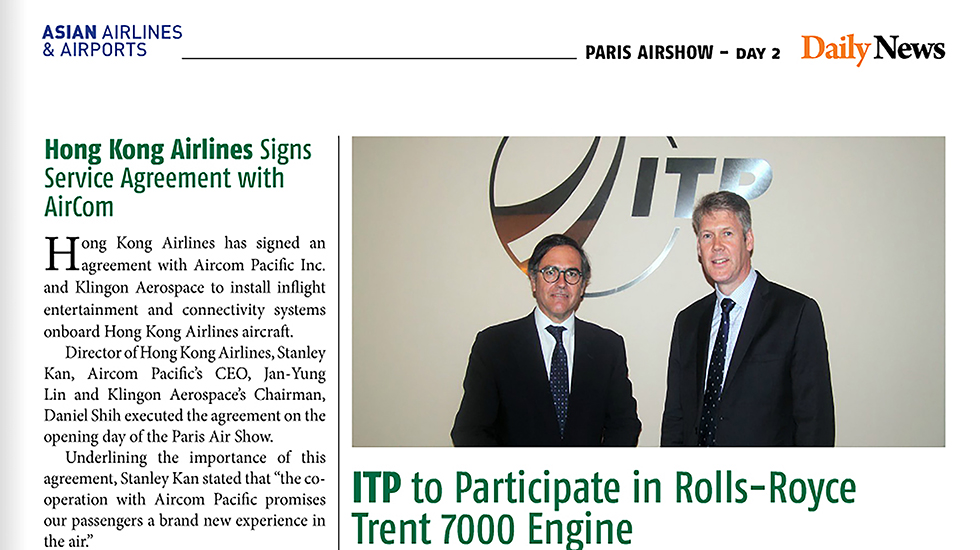 ASIAN AIRLINES
& AIRPORTS
PARIS AIRSHOW – DAY 2
Daily News
Hong Kong Airlines Signs
Service Agreement with
AirCom
Hong Kong Airlines has signed an
agreement with Aircom Pacific Inc.
and Klingon Aerospace to install inflight
entertainment and connectivity systems
onboard Hong Kong Airlines aircraft.
Director of Hong Kong Airlines, Stanley
Kan, Aircom Pacific's CEO, Jan-Yung
Lin and Klingon Aerospace's Chairman,
Daniel Shih executed the agreement on the
opening day of the Paris Air Show.
Underlining the importance of this
agreement, Stanley Kan stated that “the co-
operation with Aircom Pacific promises
our passengers a brand new experience in
the air.”
ITP
ITP to Participate in Rolls-Royce
Trent 7000 Engine